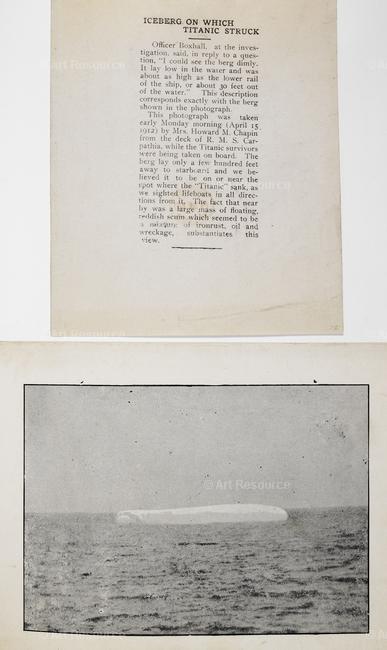 ICEBERG ON WHICH
TITANIC STRUCK
Officer Boxhall, at the inves-
tigation, said, in reply to a ques-
tion, "I could see the berg dimly.
It lay low in the water and was
about as high as the lower rail
of the ship, or about 30 feet out
of the water." This description
corresponds exactly with the berg
shown in the photograph.
This photograph was taken
early Monday morning (April 15
1912) by Mrs. Howard M. Chapin
from the deck of R. M. S. Car-
pathia, while the Titanic survivors
were being taken on board. The
berg lay only a few hundred feet
away to starboard and we be-
lieved it to be on or near the
spot where the "Titanic" sank, as
we sighted lifeboats in all direc-
tions from it. The fact that near
by was a large mass of floating,
reddish scum which seemed to be
a mixture of ironrust, oil and
wreckage, substantiates this
view.
© Art Resource